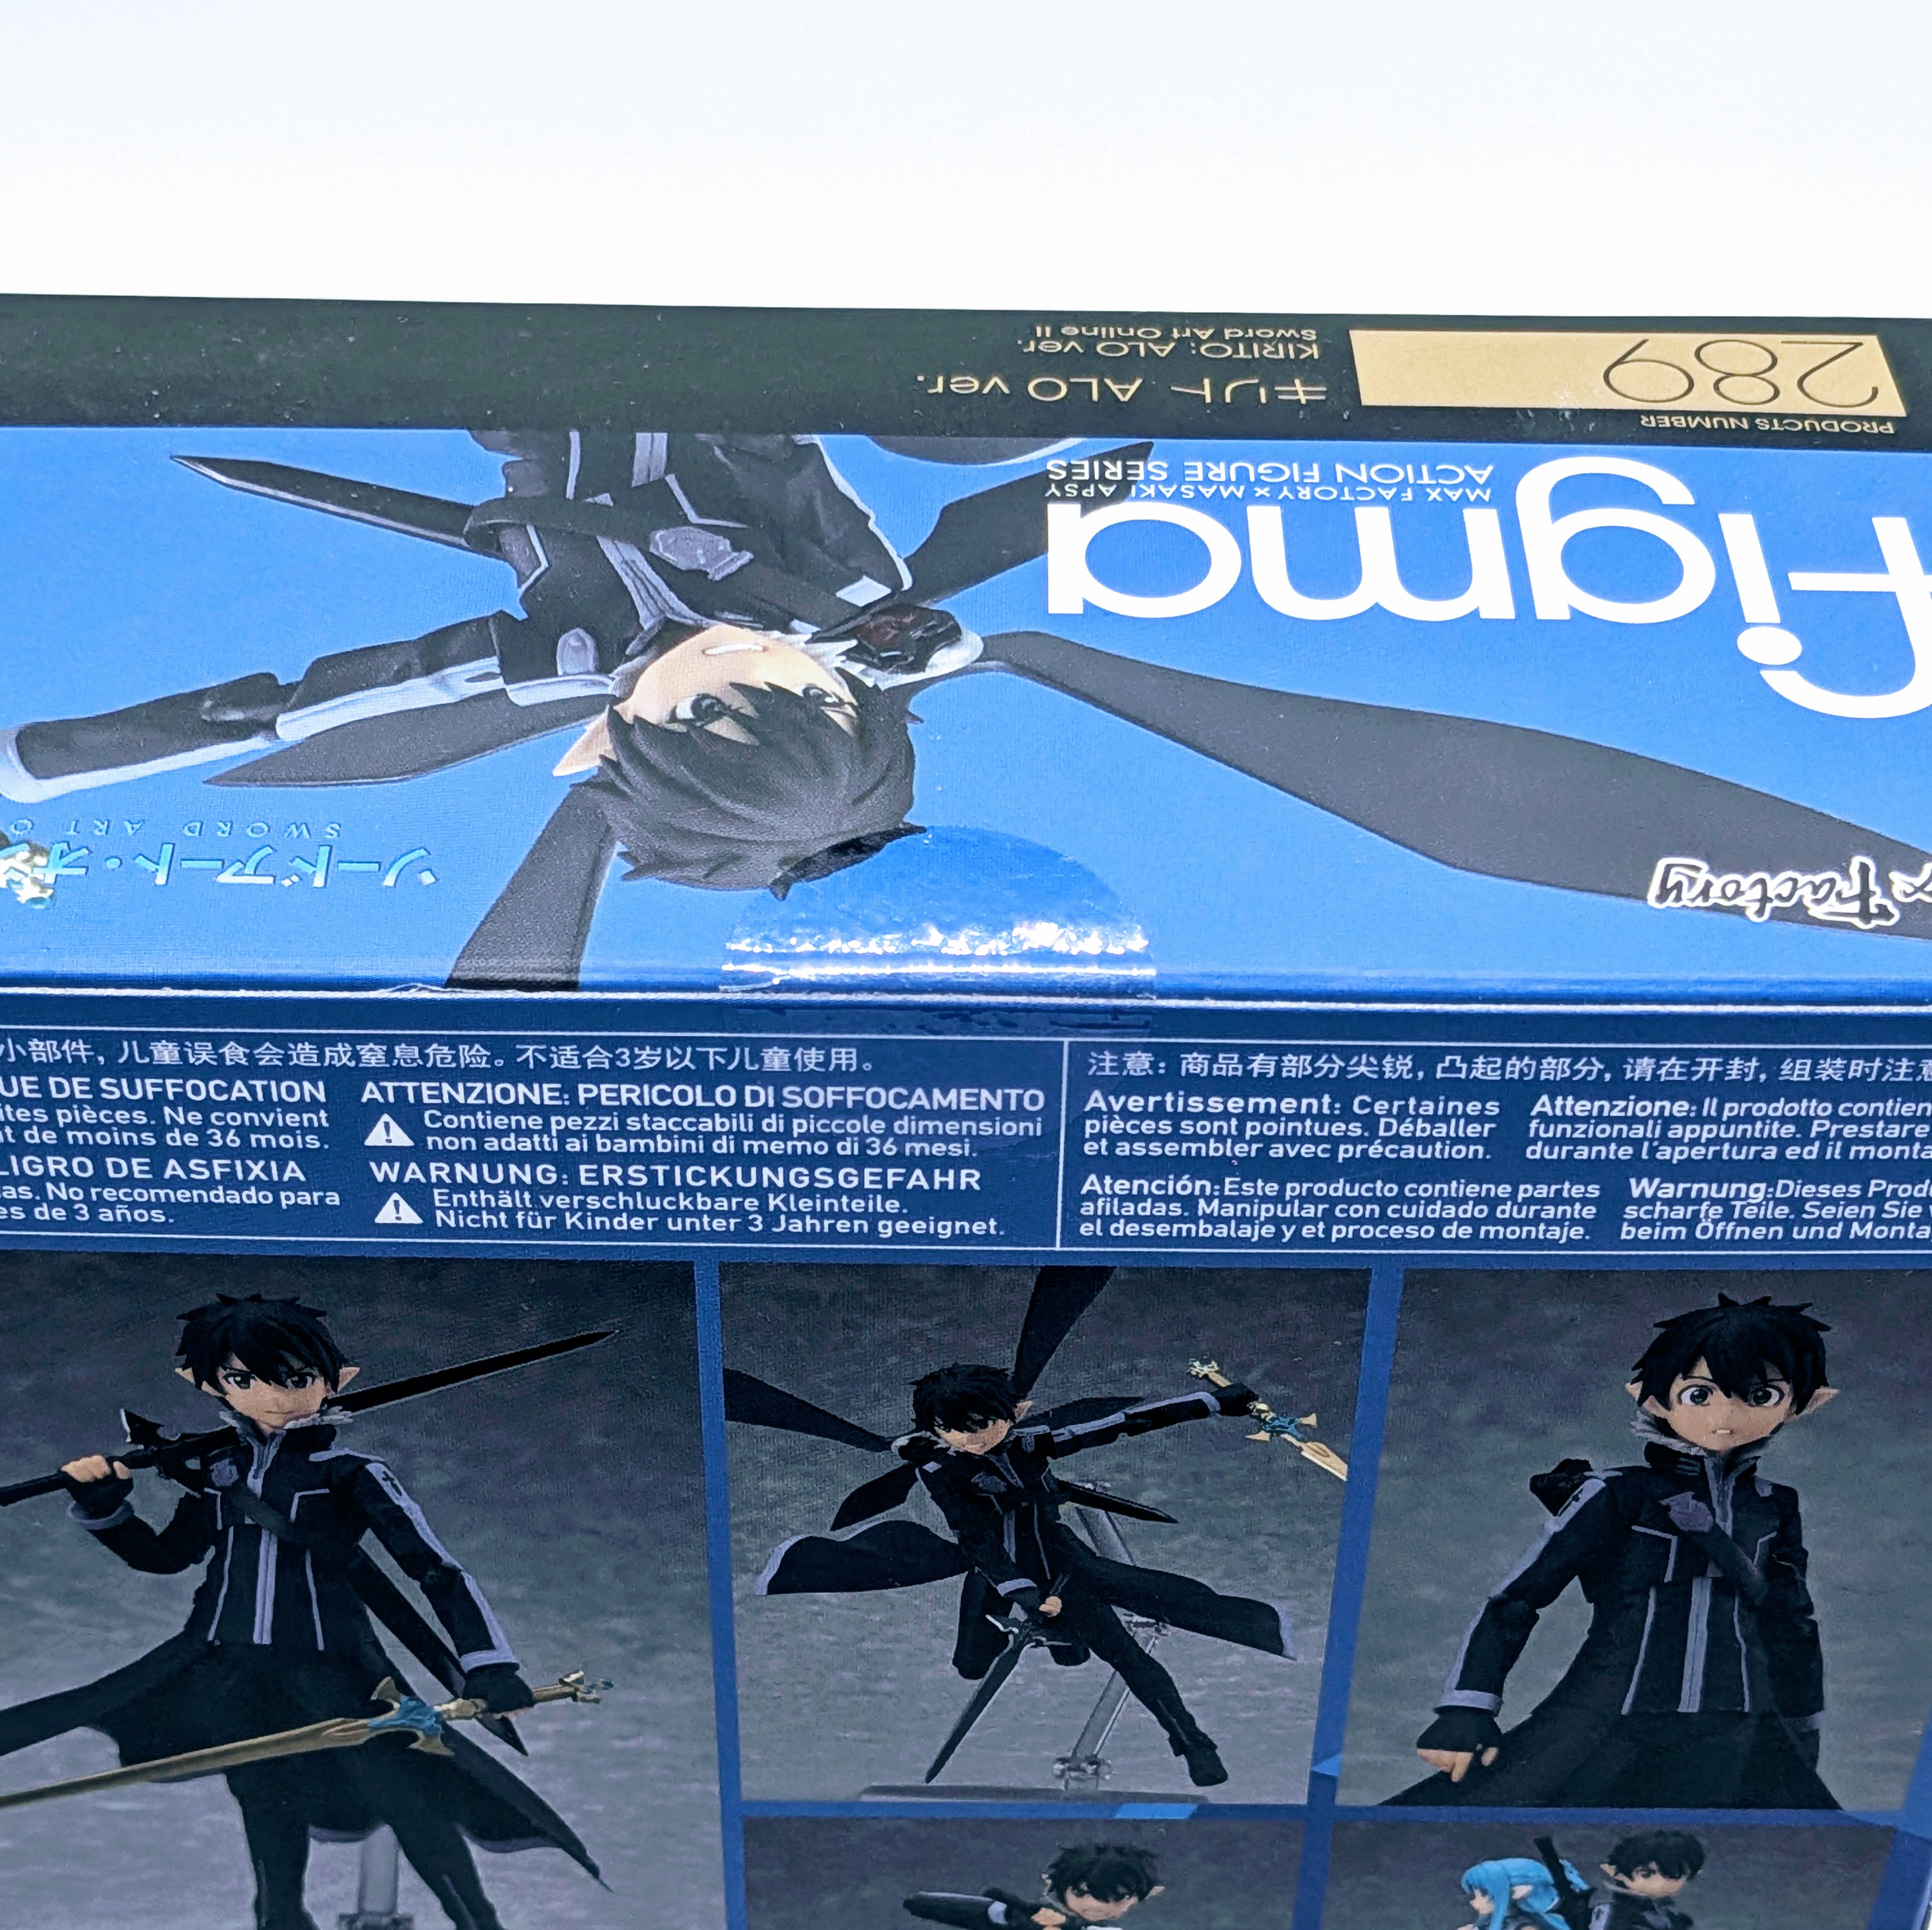 PRODUCTS NUMBER
289
キリト ALO ver.
KIRITO: ALO ver.
Sword Art Online II
figma
MAX FACTORY × MASAKI APSY
ACTION FIGURE SERIES
Factory
ソードアート・オ
SWORD ART O
小部件, 儿童误食会造成窒息危险。不适合3岁以下儿童使用。
UE DE SUFFOCATION
ites pièces. Ne convient
t de moins de 36 mois.
LIGRO DE ASFIXIA
as. No recomendado para
es de 3 años.
ATTENZIONE: PERICOLO DI SOFFOCAMENTO
Contiene pezzi staccabili di piccole dimensioni
non adatti ai bambini di memo di 36 mesi.
WARNUNG: ERSTICKUNGSGEFAHR
Enthält verschluckbare Kleinteile.
Nicht für Kinder unter 3 Jahren geeignet.
注意: 商品有部分尖锐, 凸起的部分, 请在开封, 组装时注意
Avertissement: Certaines
pièces sont pointues. Déballer
et assembler avec précaution.
Attenzione: Il prodotto contien
funzionali appuntite. Prestare
durante l'apertura ed il monta
Atención: Este producto contiene partes
afiladas. Manipular con cuidado durante
el desembalaje y et proceso de montaje.
Warnung: Dieses Produ
scharfe Teile. Seien Sie
beim Öffnen und Monta